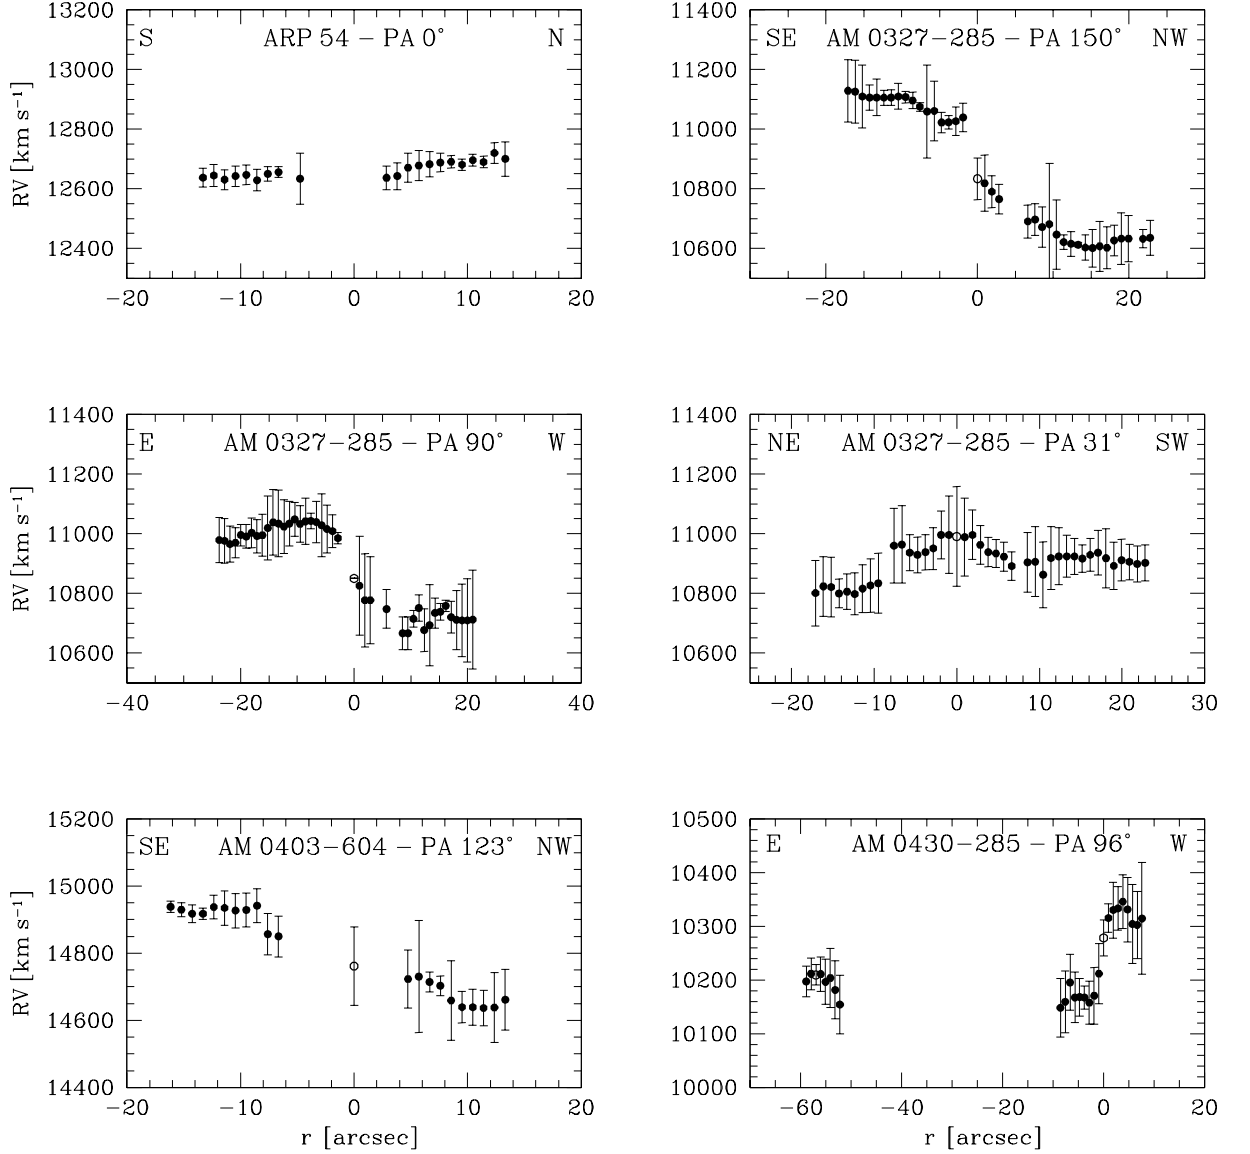 13200
S ARP 54 – PA 0° N
13000
12800
12600
12400
−20 −10 0 10 20
RV [km s⁻¹]
11400
SE AM 0327−285 – PA 150° NW
11200
11000
10800
10600
−20 0 20
11400
E AM 0327−285 – PA 90° W
11200
11000
10800
10600
−40 −20 0 20 40
RV [km s⁻¹]
11400
NE AM 0327−285 – PA 31° SW
11200
11000
10800
10600
−20 −10 0 10 20 30
15200
SE AM 0403−604 – PA 123° NW
15000
14800
14600
14400
−20 −10 0 10 20
RV [km s⁻¹]
r [arcsec]
10500
E AM 0430−285 – PA 96° W
10400
10300
10200
10100
10000
−60 −40 −20 0 20
r [arcsec]